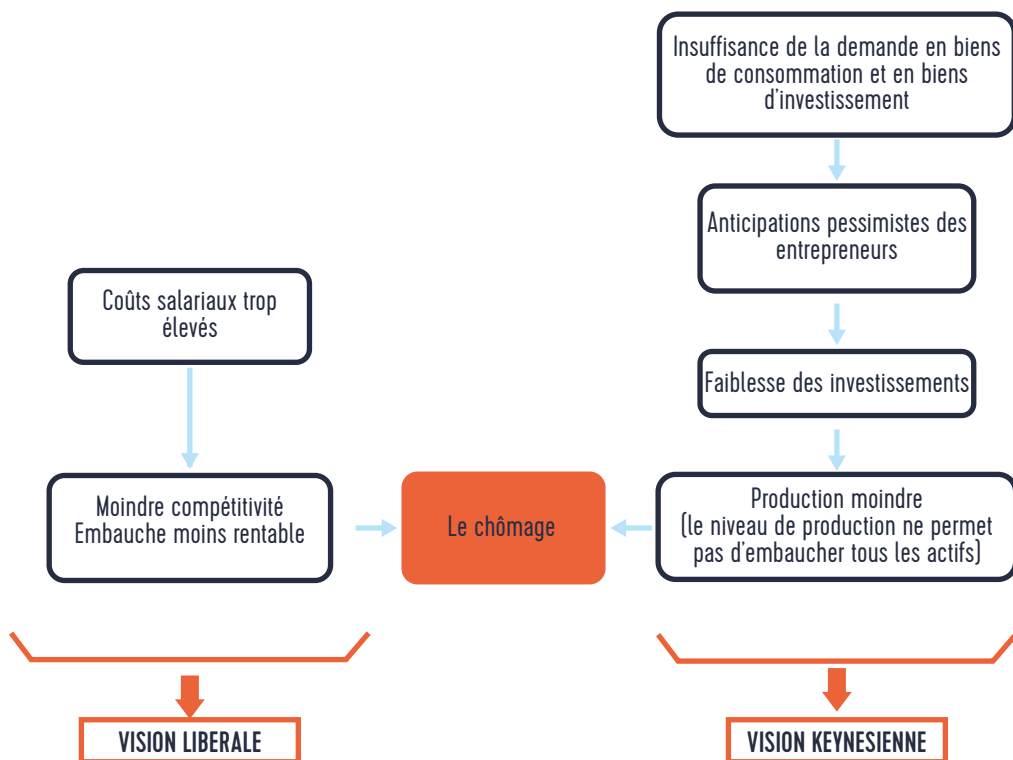 Insuffisance de la demande en biens
de consommation et en biens
d'investissement
Anticipations pessimistes des
entrepreneurs
Coûts salariaux trop
élevés
Faiblesse des investissements
Moindre compétitivité
Embauche moins rentable
Le chômage
Production moindre
(le niveau de production ne permet
pas d'embaucher tous les actifs)
VISION LIBERALE
VISION KEYNESIENNE